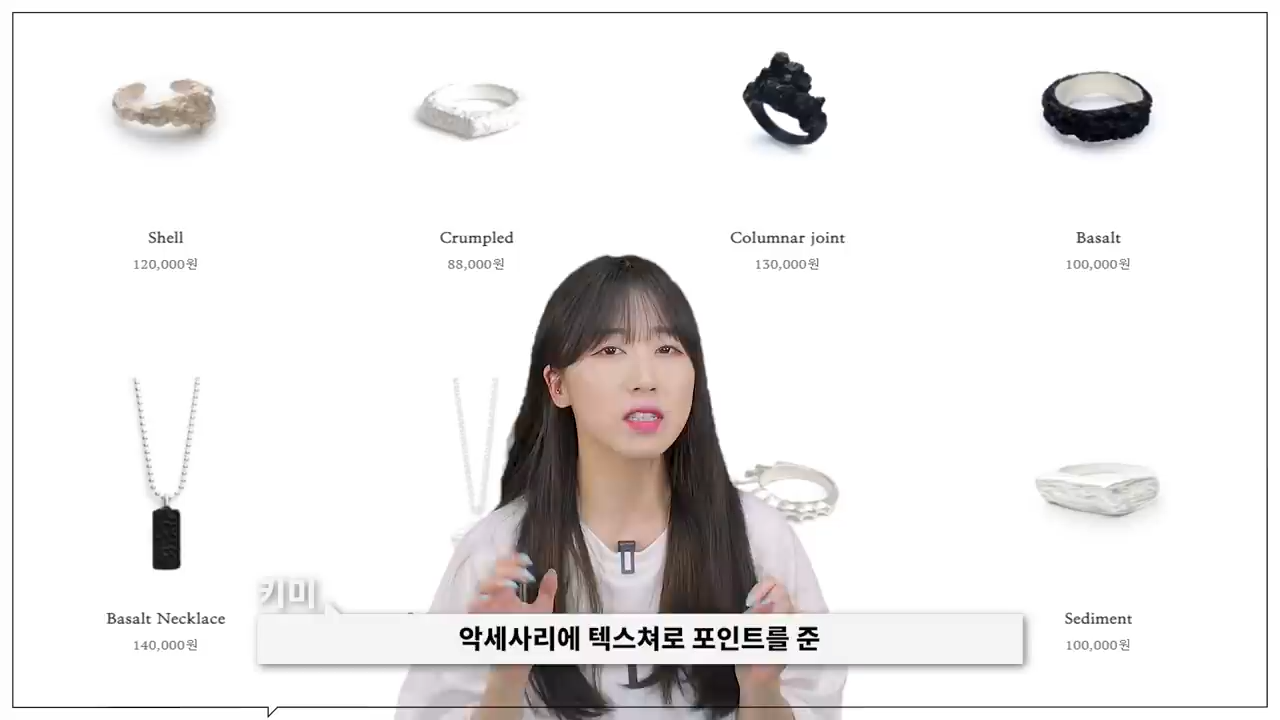 Shell
Crumpled
Columnar joint
Basalt
120,000원
88,000원
130,000원
100,000원
Basalt Necklace
Sediment
140,000원
100,000원
키미
악세사리에 텍스쳐로 포인트를 준